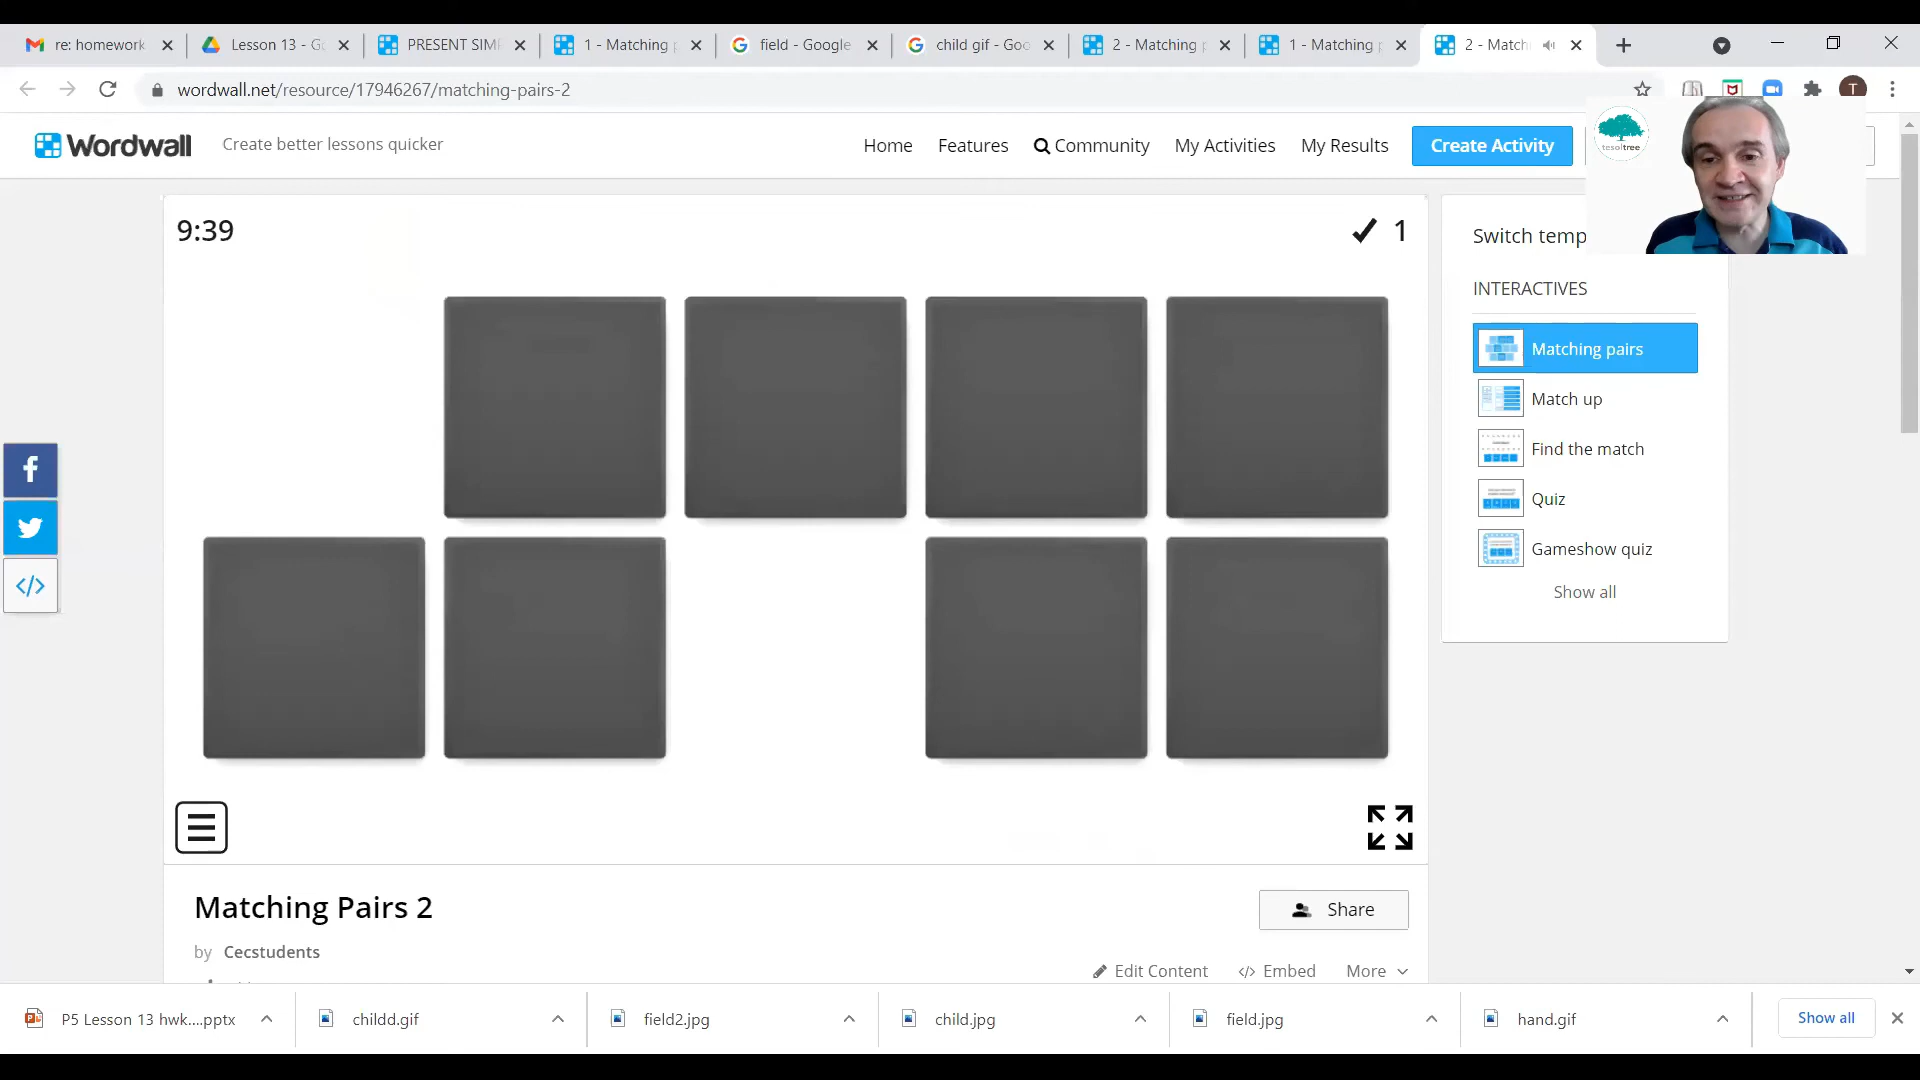 re: homework
Lesson 13 - G
PRESENT SIM
1 - Matching p
field - Google
child gif - Goo
2 - Matching p
1 - Matching p
2 - Match
wordwall.net/resource/17946267/matching-pairs-2
T
Wordwall
Create better lessons quicker
Home
Features
Community
My Activities
My Results
Create Activity
tesoltree
9:39
1
Switch temp
INTERACTIVES
Matching pairs
Match up
Find the match
Quiz
Gameshow quiz
Show all
f
</>
Matching Pairs 2
Share
by Cecstudents
Edit Content
</> Embed
More
P5 Lesson 13 hwk....pptx
childd.gif
field2.jpg
child.jpg
field.jpg
hand.gif
Show all